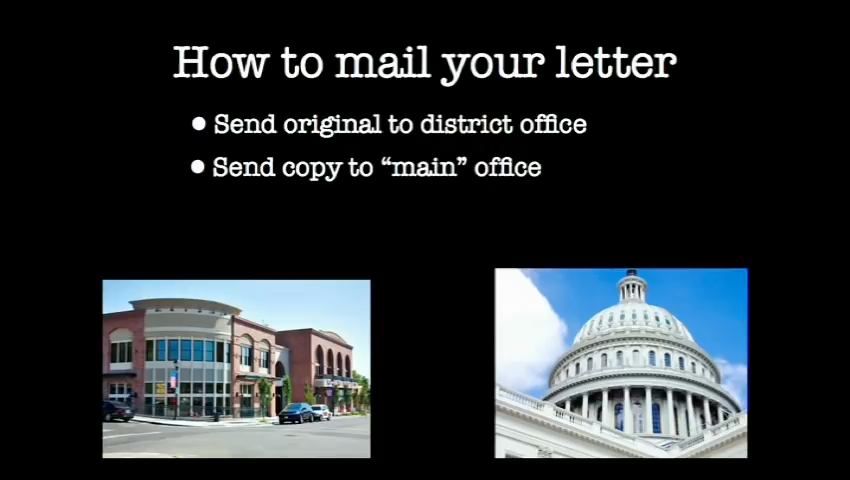 How to mail your letter
• Send original to district office
• Send copy to “main” office